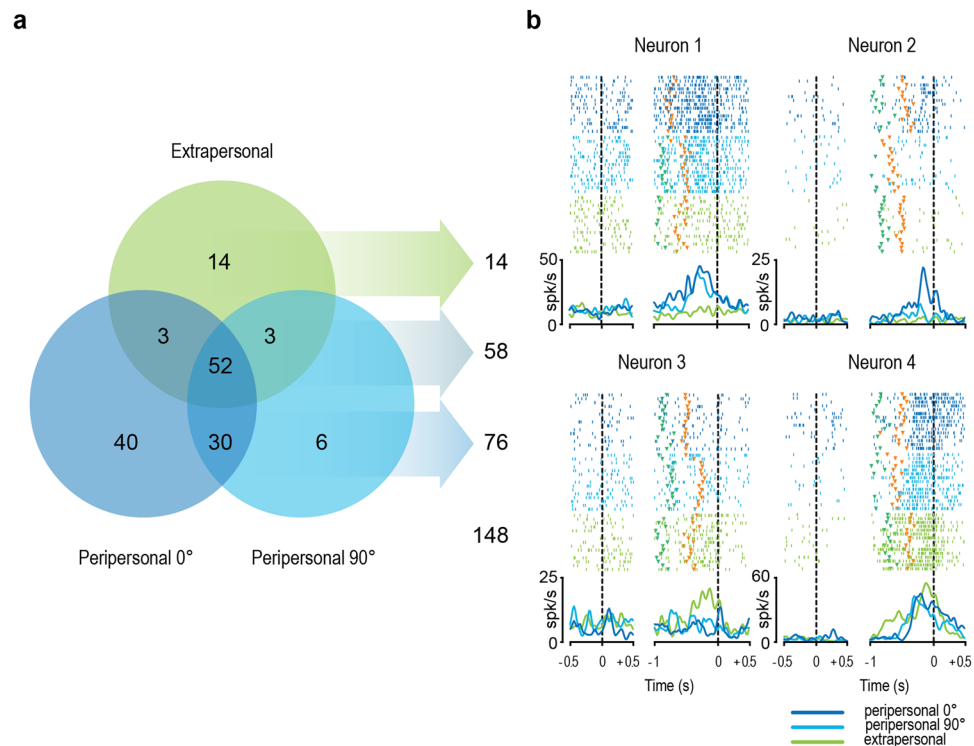 a
Extrapersonal
14
3
3
52
40
30
6
Peripersonal 0°
Peripersonal 90°
14
58
76
148
b
Neuron 1
Neuron 2
50
spk/s
0
25
spk/s
0
Neuron 3
Neuron 4
25
spk/s
0
60
spk/s
0
-0.5 0 +0.5 -1 0 +0.5
-0.5 0 +0.5 -1 0 +0.5
Time (s)
Time (s)
peripersonal 0°
peripersonal 90°
extrapersonal